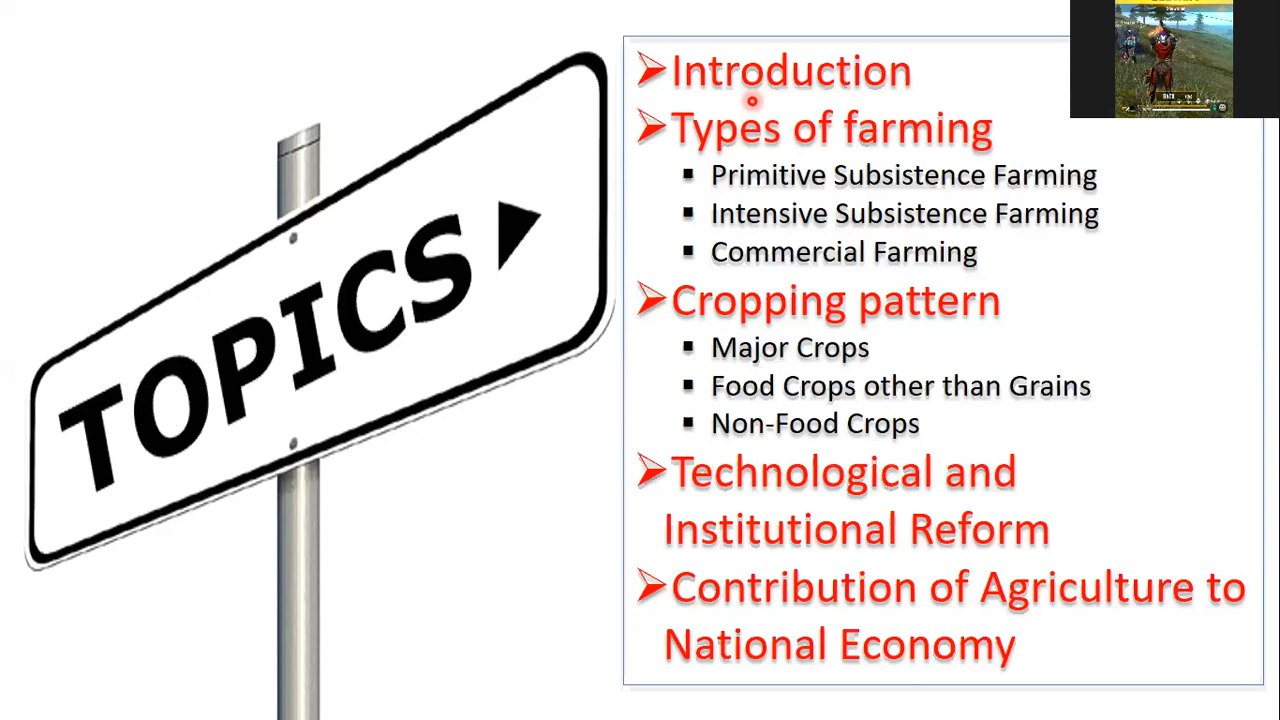 TOPICS
Introduction
Types of farming
Primitive Subsistence Farming
Intensive Subsistence Farming
Commercial Farming
Cropping pattern
Major Crops
Food Crops other than Grains
Non-Food Crops
Technological and
Institutional Reform
Contribution of Agriculture to
National Economy